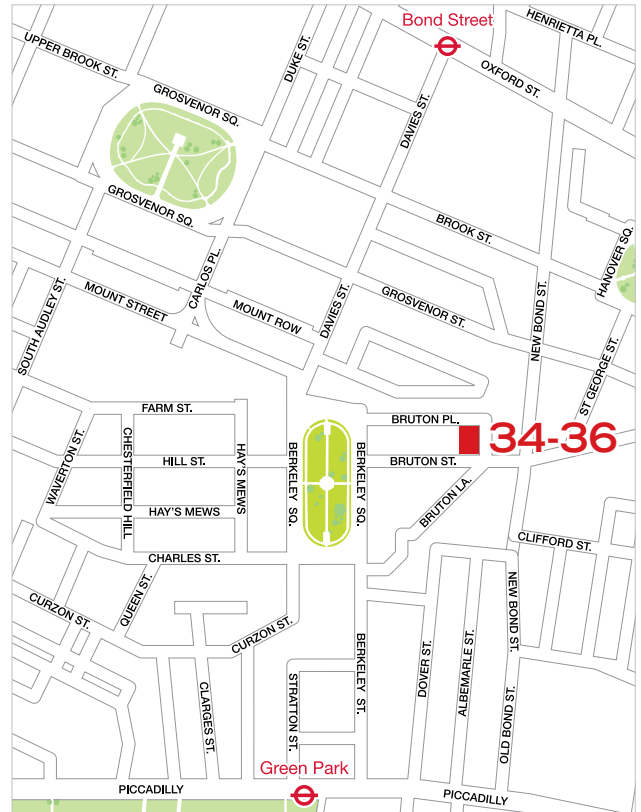 Bond Street
HENRIETTA PL.
UPPER BROOK ST.
DUKE ST.
OXFORD ST.
GROSVENOR SQ.
DAVIES ST.
GROSVENOR SQ.
BROOK ST.
HANOVER SQ.
CARLOS PL.
SOUTH AUDLEY ST.
MOUNT STREET
MOUNT ROW
DAVIES ST.
GROSVENOR ST.
NEW BOND ST.
ST GEORGE ST.
FARM ST.
BRUTON PL.
34-36
WAVERTON ST.
CHESTERFIELD HILL
HILL ST.
HAY'S MEWS
BERKELEY SQ.
BERKELEY SQ.
BRUTON ST.
BRUTON LA.
HAY'S MEWS
CLIFFORD ST.
CHARLES ST.
QUEEN ST.
CURZON ST.
CURZON ST.
NEW BOND ST.
BERKELEY ST.
DOVER ST.
ALBEMARLE ST.
CLARGES ST.
STRATTON ST.
OLD BOND ST.
Green Park
PICCADILLY
PICCADILLY